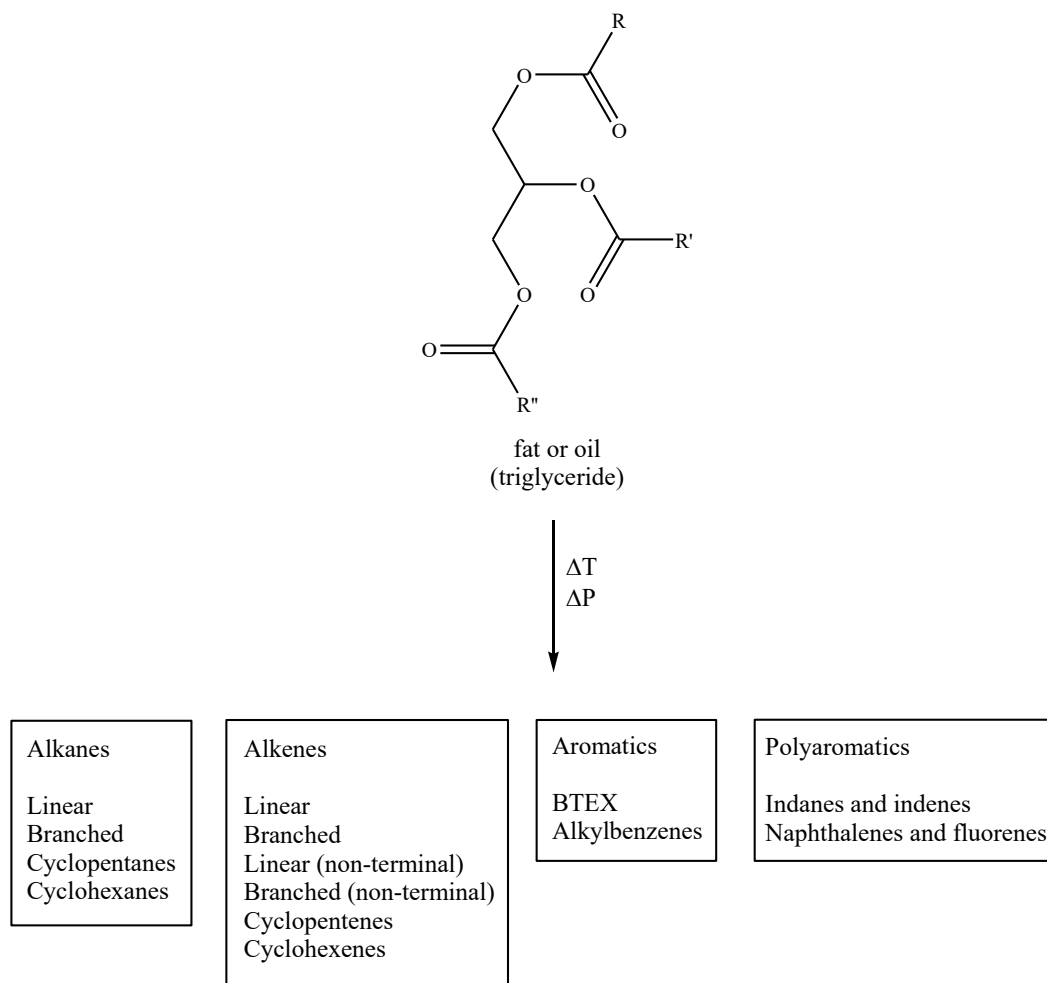 R
O
O
O
R'
O
O
O
R"
fat or oil
(triglyceride)
ΔT
ΔP
Alkanes
Linear
Branched
Cyclopentanes
Cyclohexanes
Alkenes
Linear
Branched
Linear (non-terminal)
Branched (non-terminal)
Cyclopentenes
Cyclohexenes
Aromatics
BTEX
Alkylbenzenes
Polyaromatics
Indanes and indenes
Naphthalenes and fluorenes